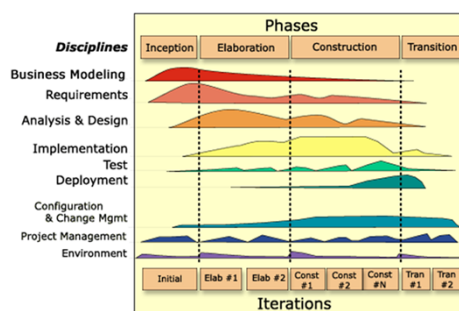 Phases
Disciplines
Inception
Elaboration
Construction
Transition
Business Modeling
Requirements
Analysis & Design
Implementation
Test
Deployment
Configuration
& Change Mgmt
Project Management
Environment
Initial
Elab #1
Elab #2
Const
#1
Const
#2
Const
#N
Tran
#1
Tran
#2
Iterations